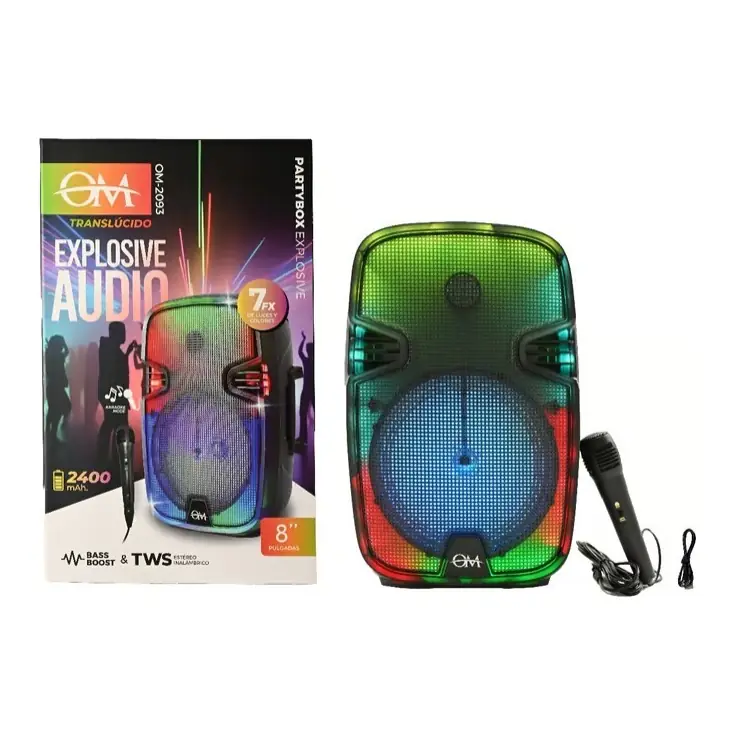 OM
OM-2093
TRANSLÚCIDO
EXPLOSIVE
AUDIO
PARTYBOX EXPLOSIVE
7FX
DE LUCES Y
COLORES
KARAOKE
MODE
2400
mAh.
OM
8’’
PULGADAS
BASS
BOOST
& TWS
ESTÉREO
INALÁMBRICO
OM